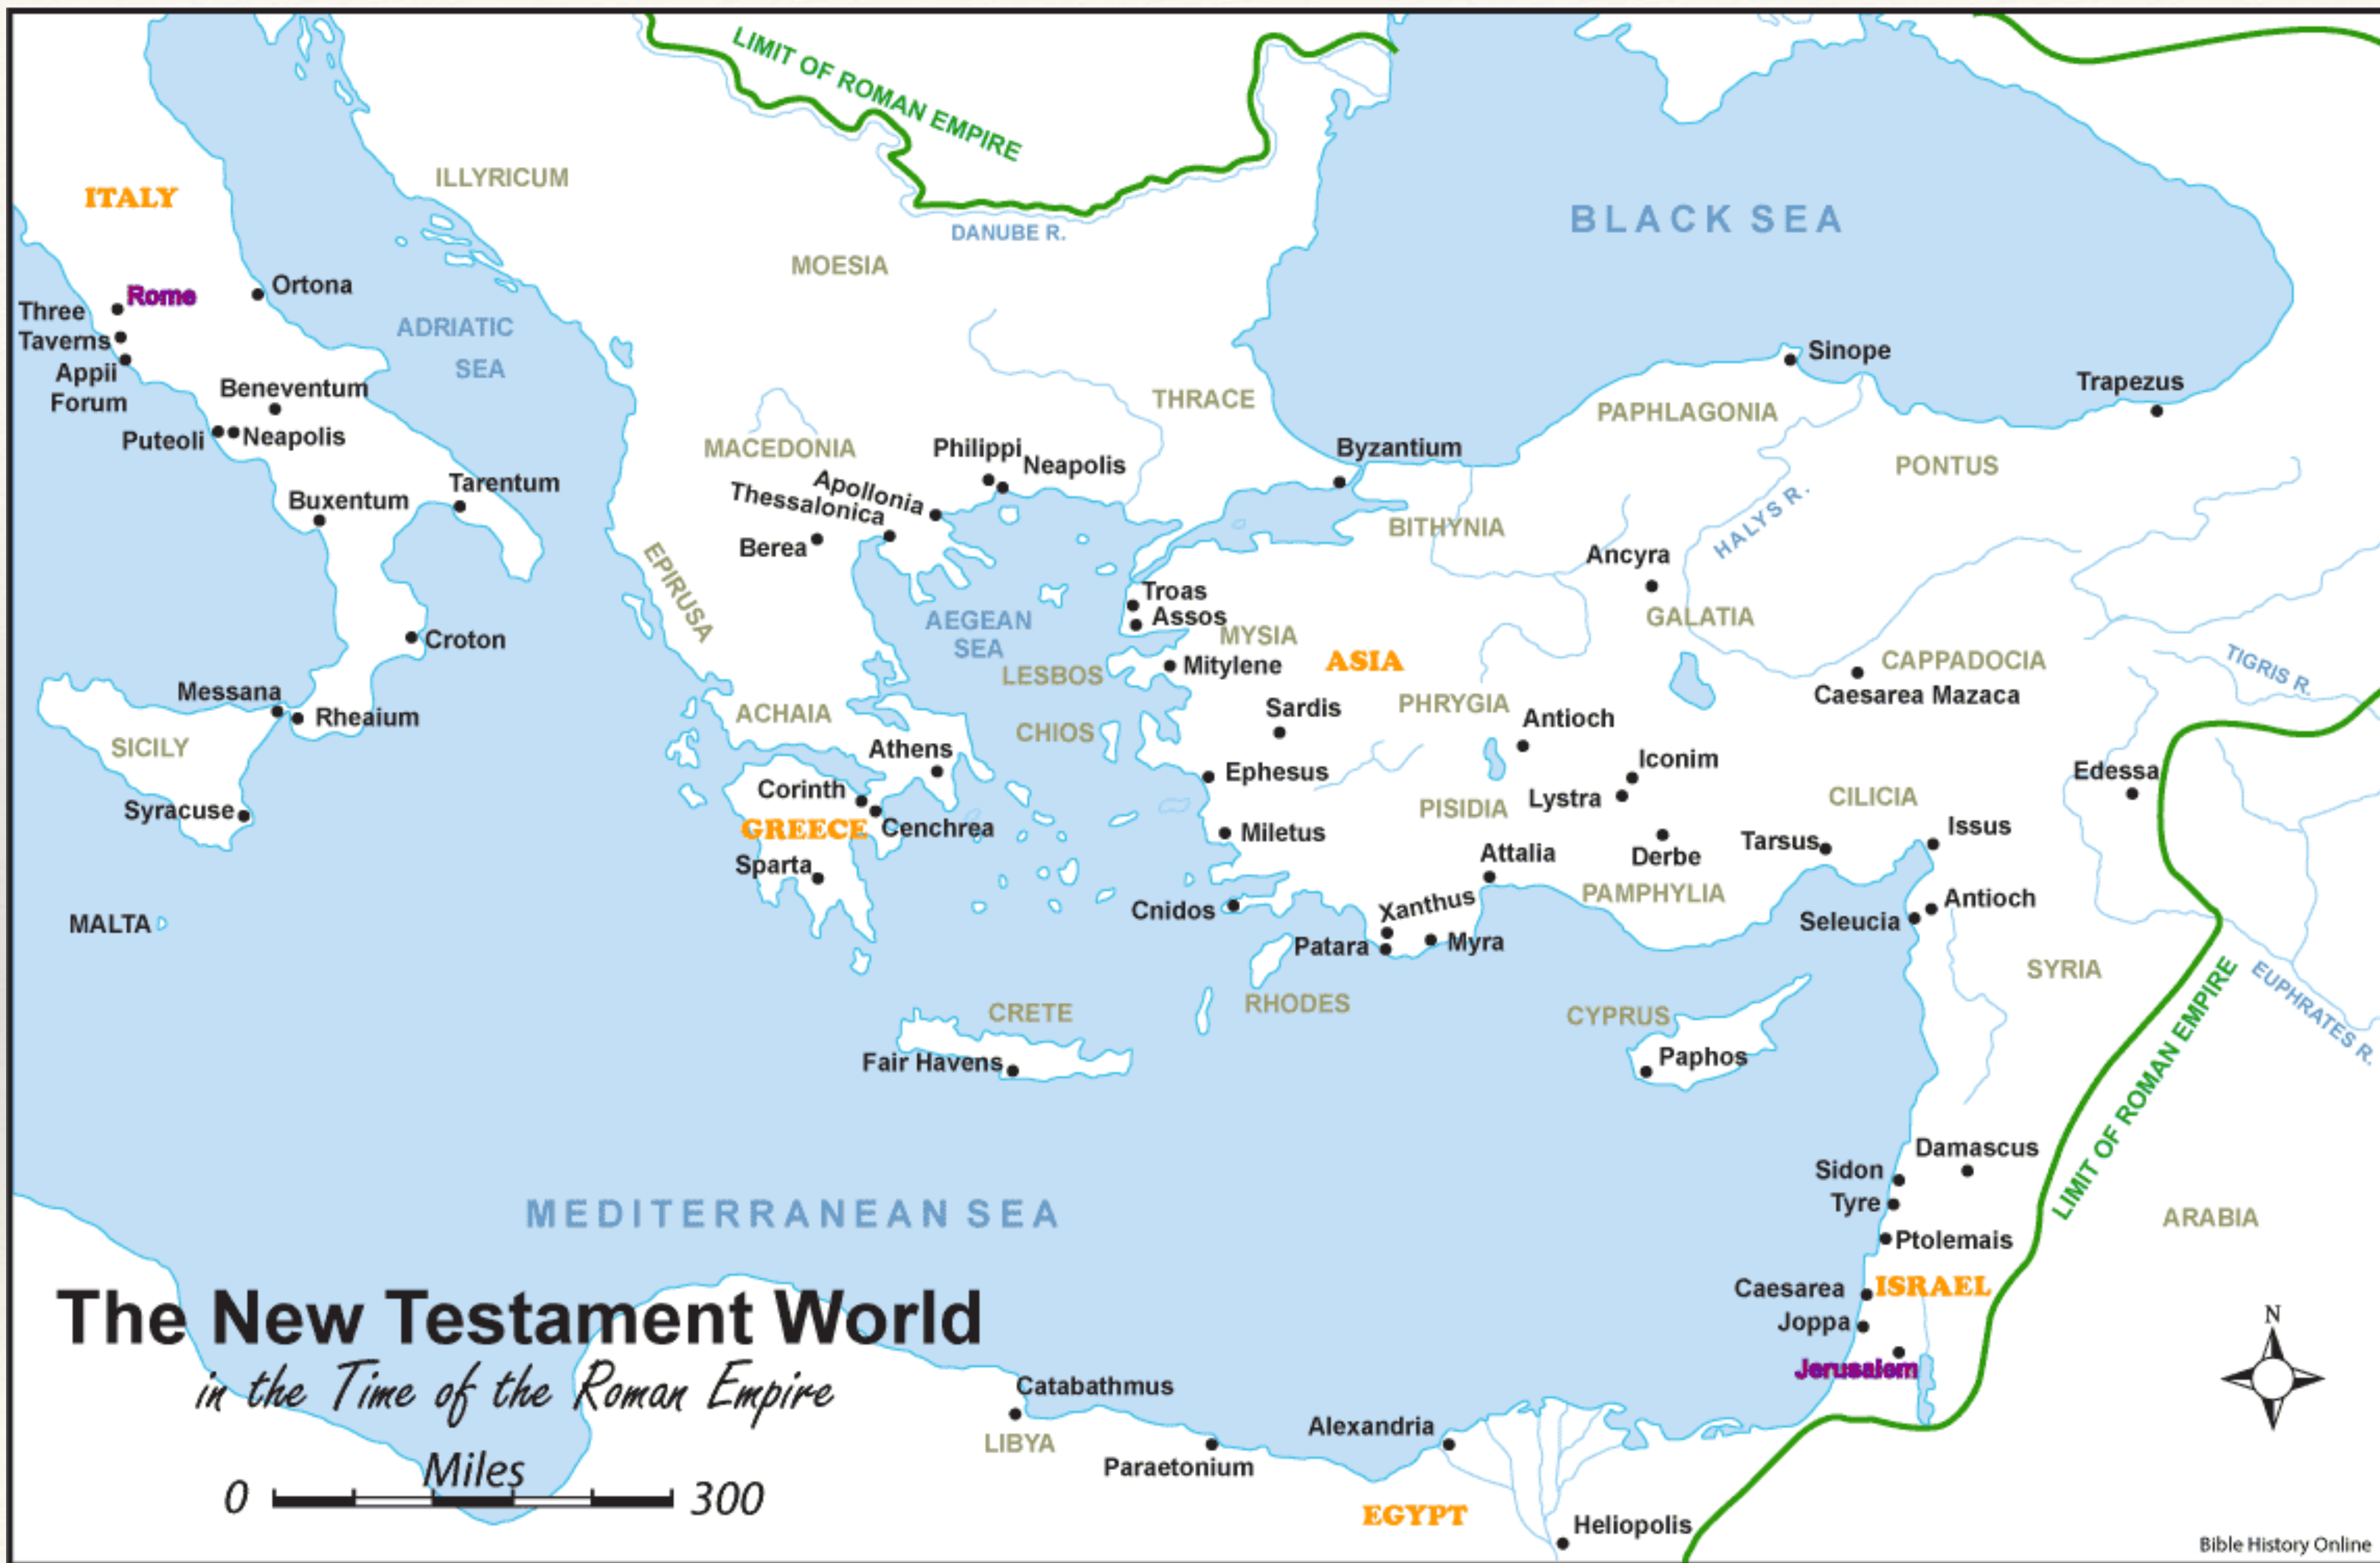 LIMIT OF ROMAN EMPIRE
ILLYRICUM
ITALY
DANUBE R.
BLACK SEA
MOESIA
Ortona
Rome
Three
Taverns
Appii
Forum
ADRIATIC
SEA
Beneventum
Puteoli
Neapolis
Buxentum
Tarentum
Croton
Messana
Rheaium
SICILY
Syracuse
MALTA
THRACE
MACEDONIA
Philippi
Neapolis
Apollonia
Thessalonica
Berea
EPIRUSA
AEGEAN
SEA
LESBOS
CHIOS
ACHAIA
Athens
Corinth
GREECE
Cenchrea
Sparta
CRETE
Fair Havens
Sinope
Trapezus
PAPHLAGONIA
Byzantium
PONTUS
BITHYNIA
HALYS R.
Ancyra
GALATIA
Troas
Assos
MYSIA
Mitylene
ASIA
CAPPADOCIA
Caesarea Mazaca
TIGRIS R.
Sardis
PHRYGIA
Antioch
Ephesus
Iconim
Lystra
PISIDIA
CILICIA
Edessa
Miletus
Attalia
Derbe
Tarsus
Issus
PAMPHYLIA
Cnidos
Xanthus
Patara
Myra
Antioch
Seleucia
SYRIA
EUPHRATES R.
RHODES
CYPRUS
Paphos
LIMIT OF ROMAN EMPIRE
Damascus
Sidon
Tyre
ARABIA
Ptolemais
Caesarea
ISRAEL
Joppa
Jerusalem
MEDITERRANEAN SEA
The New Testament World
in the Time of the Roman Empire
Miles
0 300
Catabathmus
LIBYA
Paraetonium
Alexandria
EGYPT
Heliopolis
N
Bible History Online